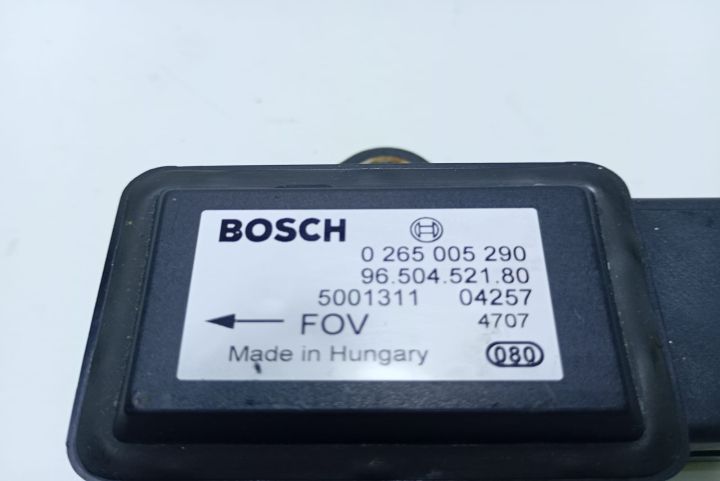 BOSCH
0 265 005 290
96.504.521.80
5001311 04257
FOV 4707
Made in Hungary 080